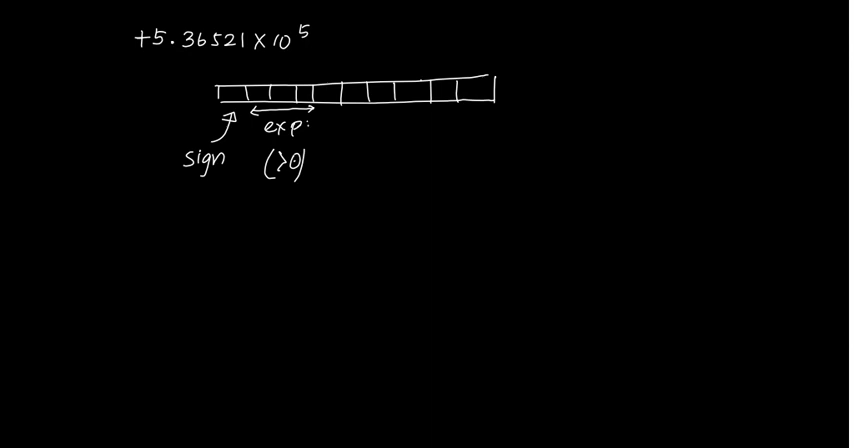 +5.36521 × 10⁵
exp:
sign
(>0)